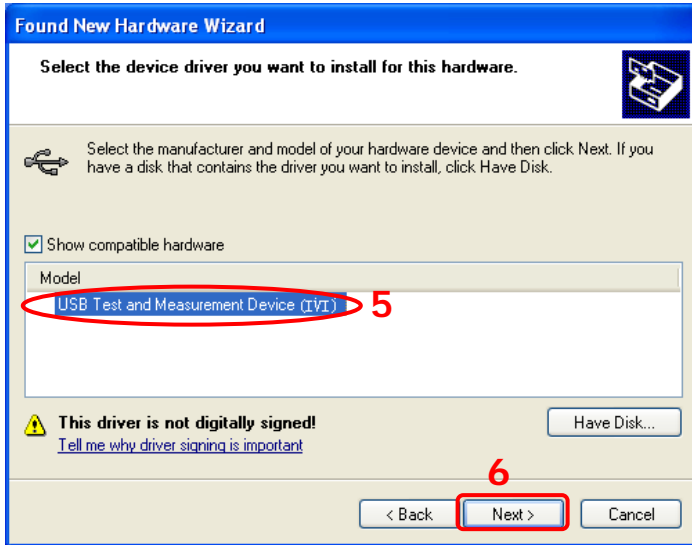 Found New Hardware Wizard
Select the device driver you want to install for this hardware.
Select the manufacturer and model of your hardware device and then click Next. If you
have a disk that contains the driver you want to install, click Have Disk.
Show compatible hardware
Model
USB Test and Measurement Device (IVI) 5
This driver is not digitally signed!
Have Disk...
Tell me why driver signing is important
6
< Back
Next >
Cancel